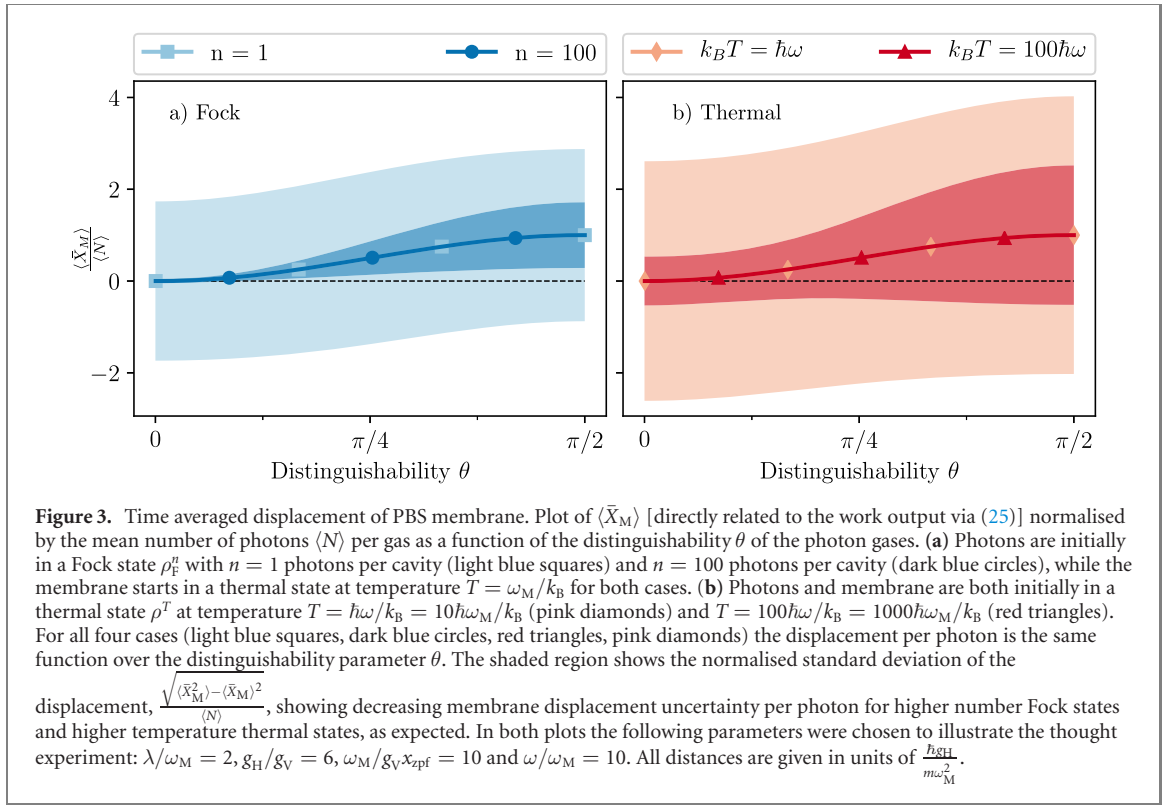 n = 1
n = 100
k_BT = ħω
k_BT = 100ħω
a) Fock
b) Thermal
4
2
0
−2
⟨X̄_M⟩/⟨N⟩
0
π/4
π/2
0
π/4
π/2
Distinguishability θ
Distinguishability θ
Figure 3. Time averaged displacement of PBS membrane. Plot of ⟨X̄_M⟩ [directly related to the work output via (25)] normalised
by the mean number of photons ⟨N⟩ per gas as a function of the distinguishability θ of the photon gases. (a) Photons are initially
in a Fock state ρ_F^n with n = 1 photons per cavity (light blue squares) and n = 100 photons per cavity (dark blue circles), while the
membrane starts in a thermal state at temperature T = ω_M/k_B for both cases. (b) Photons and membrane are both initially in a
thermal state ρ^T at temperature T = ħω/k_B = 10ħω_M/k_B (pink diamonds) and T = 100ħω/k_B = 1000ħω_M/k_B (red triangles).
For all four cases (light blue squares, dark blue circles, red triangles, pink diamonds) the displacement per photon is the same
function over the distinguishability parameter θ. The shaded region shows the normalised standard deviation of the
displacement, √(⟨X̄_M^2⟩−⟨X̄_M⟩^2)/⟨N⟩, showing decreasing membrane displacement uncertainty per photon for higher number Fock states
and higher temperature thermal states, as expected. In both plots the following parameters were chosen to illustrate the thought
experiment: λ/ω_M = 2, g_H/g_V = 6, ω_M/g_Vx_zpf = 10 and ω/ω_M = 10. All distances are given in units of ħg_H/mω_M^2.